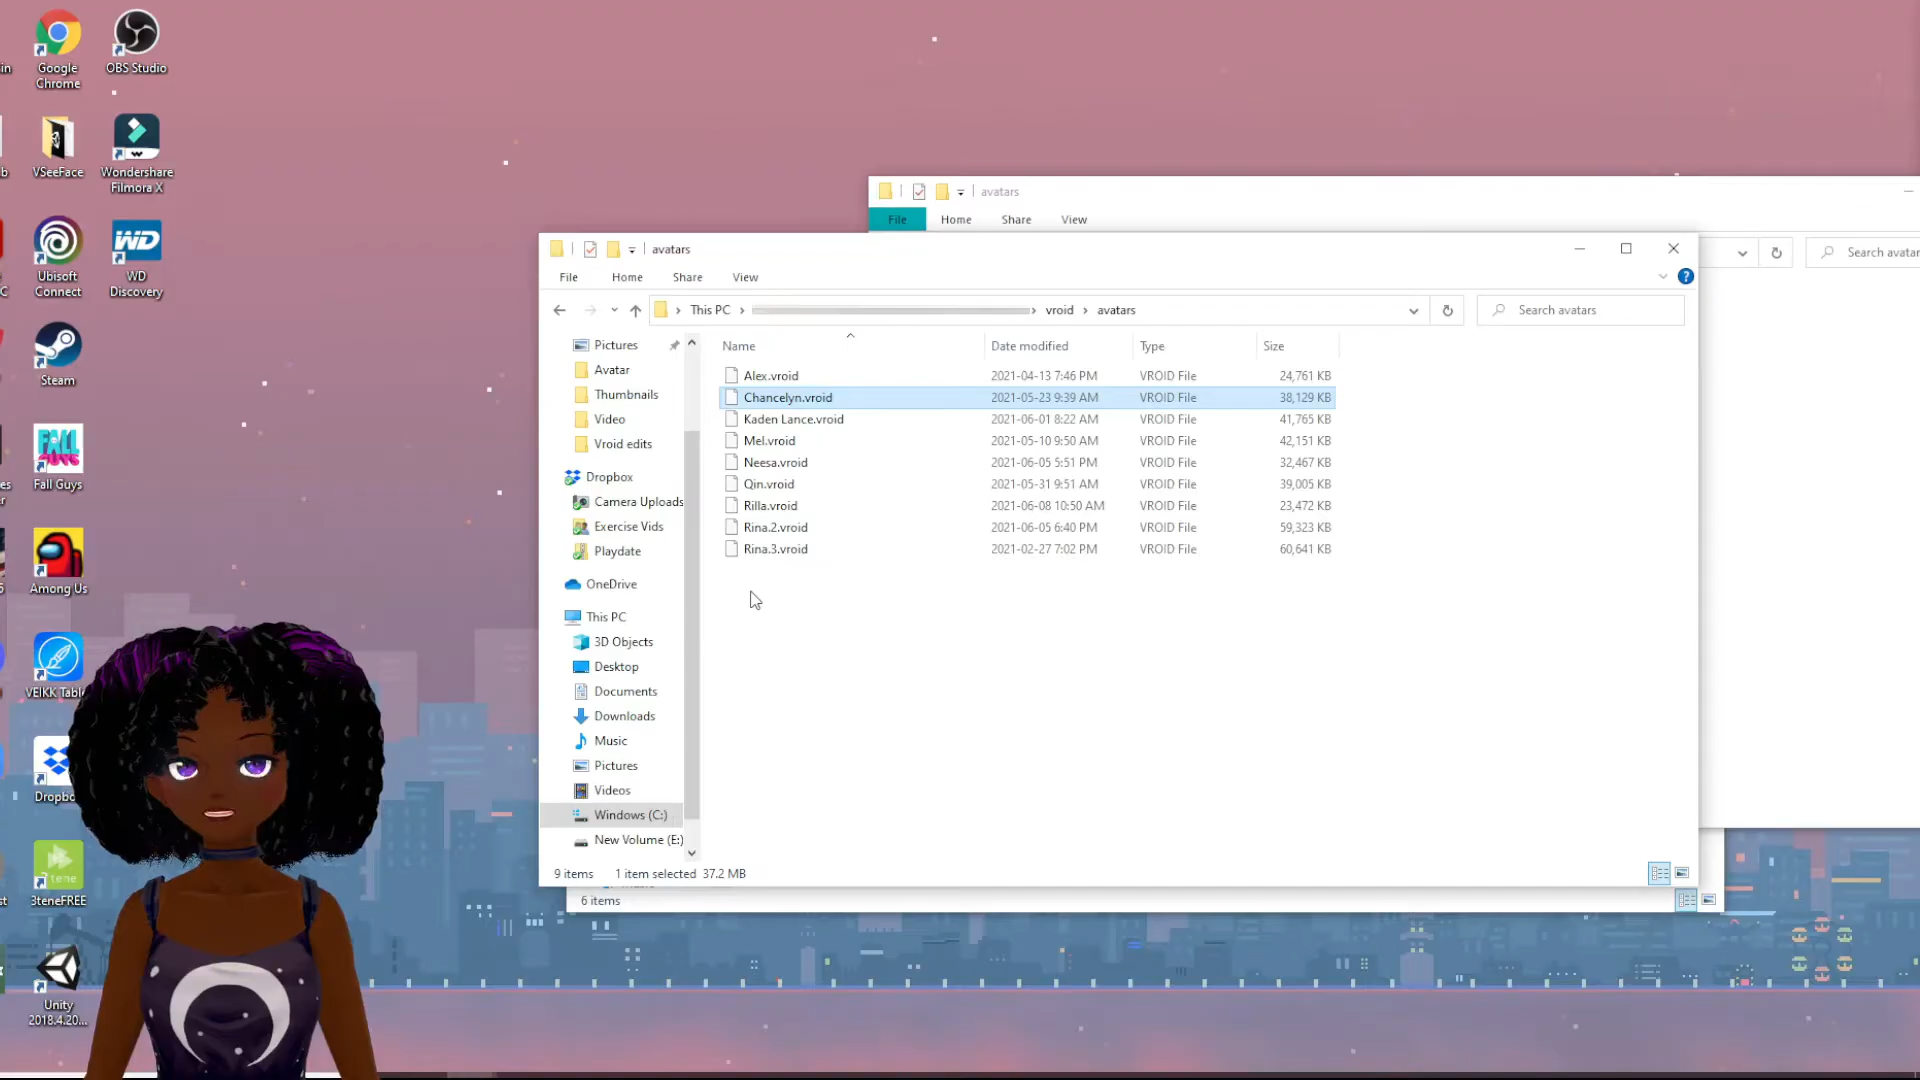 in
Google
Chrome
OBS Studio
b
VSeeFace
Wondershare
Filmora X
C
Ubisoft
Connect
WD
WD
Discovery
Steam
FALL
GUYS
es
r
Fall Guys
6
Among Us
VEIKK Tabl
Dropbo
3tene
st
3teneFREE
Unity
2018.4.20...
avatars
File
Home
Share
View
Search avatar
avatars
File
Home
Share
View
?
This PC
vroid
avatars
Search avatars
Pictures
Avatar
Thumbnails
Video
Vroid edits
Dropbox
Camera Uploads
Exercise Vids
Playdate
OneDrive
This PC
3D Objects
Desktop
Documents
Downloads
Music
Pictures
Videos
Windows (C:)
New Volume (E:)
Name Date modified Type Size
Alex.vroid 2021-04-13 7:46 PM VROID File 24,761 KB
Chancelyn.vroid 2021-05-23 9:39 AM VROID File 38,129 KB
Kaden Lance.vroid 2021-06-01 8:22 AM VROID File 41,765 KB
Mel.vroid 2021-05-10 9:50 AM VROID File 42,151 KB
Neesa.vroid 2021-06-05 5:51 PM VROID File 32,467 KB
Qin.vroid 2021-05-31 9:51 AM VROID File 39,005 KB
Rilla.vroid 2021-06-08 10:50 AM VROID File 23,472 KB
Rina.2.vroid 2021-06-05 6:40 PM VROID File 59,323 KB
Rina.3.vroid 2021-02-27 7:02 PM VROID File 60,641 KB
9 items 1 item selected 37.2 MB
6 items